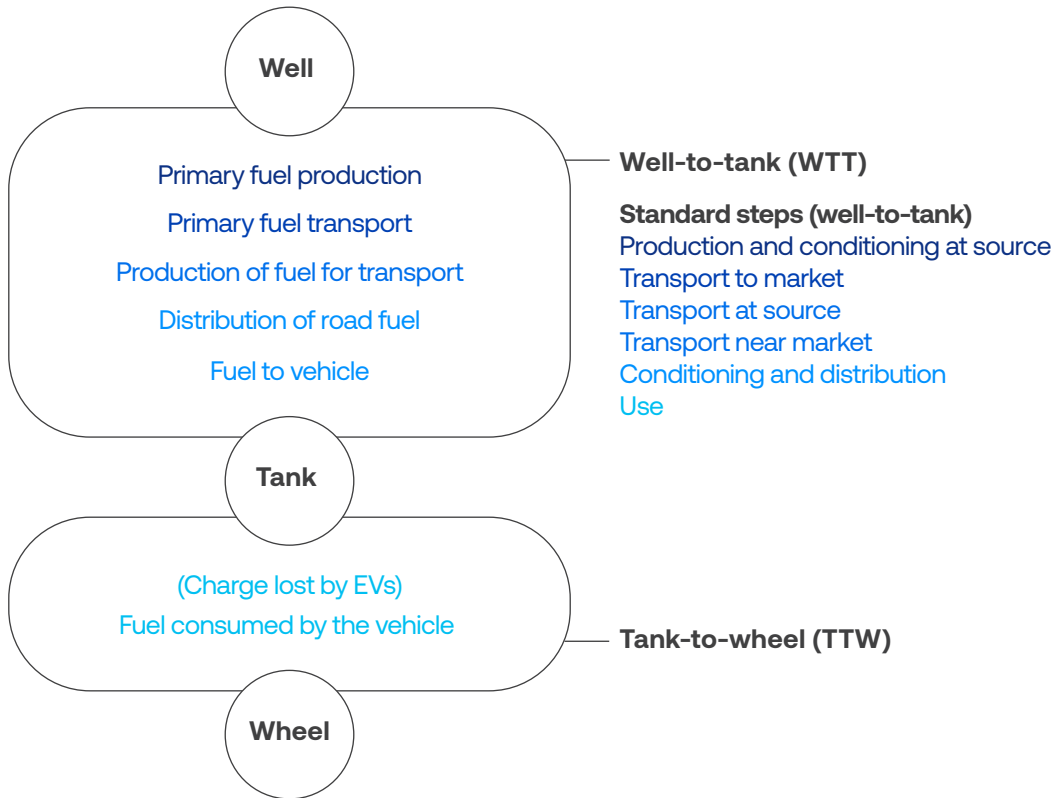 Well
Primary fuel production
Primary fuel transport
Production of fuel for transport
Distribution of road fuel
Fuel to vehicle
Well-to-tank (WTT)
Standard steps (well-to-tank)
Production and conditioning at source
Transport to market
Transport at source
Transport near market
Conditioning and distribution
Use
Tank
(Charge lost by EVs)
Fuel consumed by the vehicle
Tank-to-wheel (TTW)
Wheel